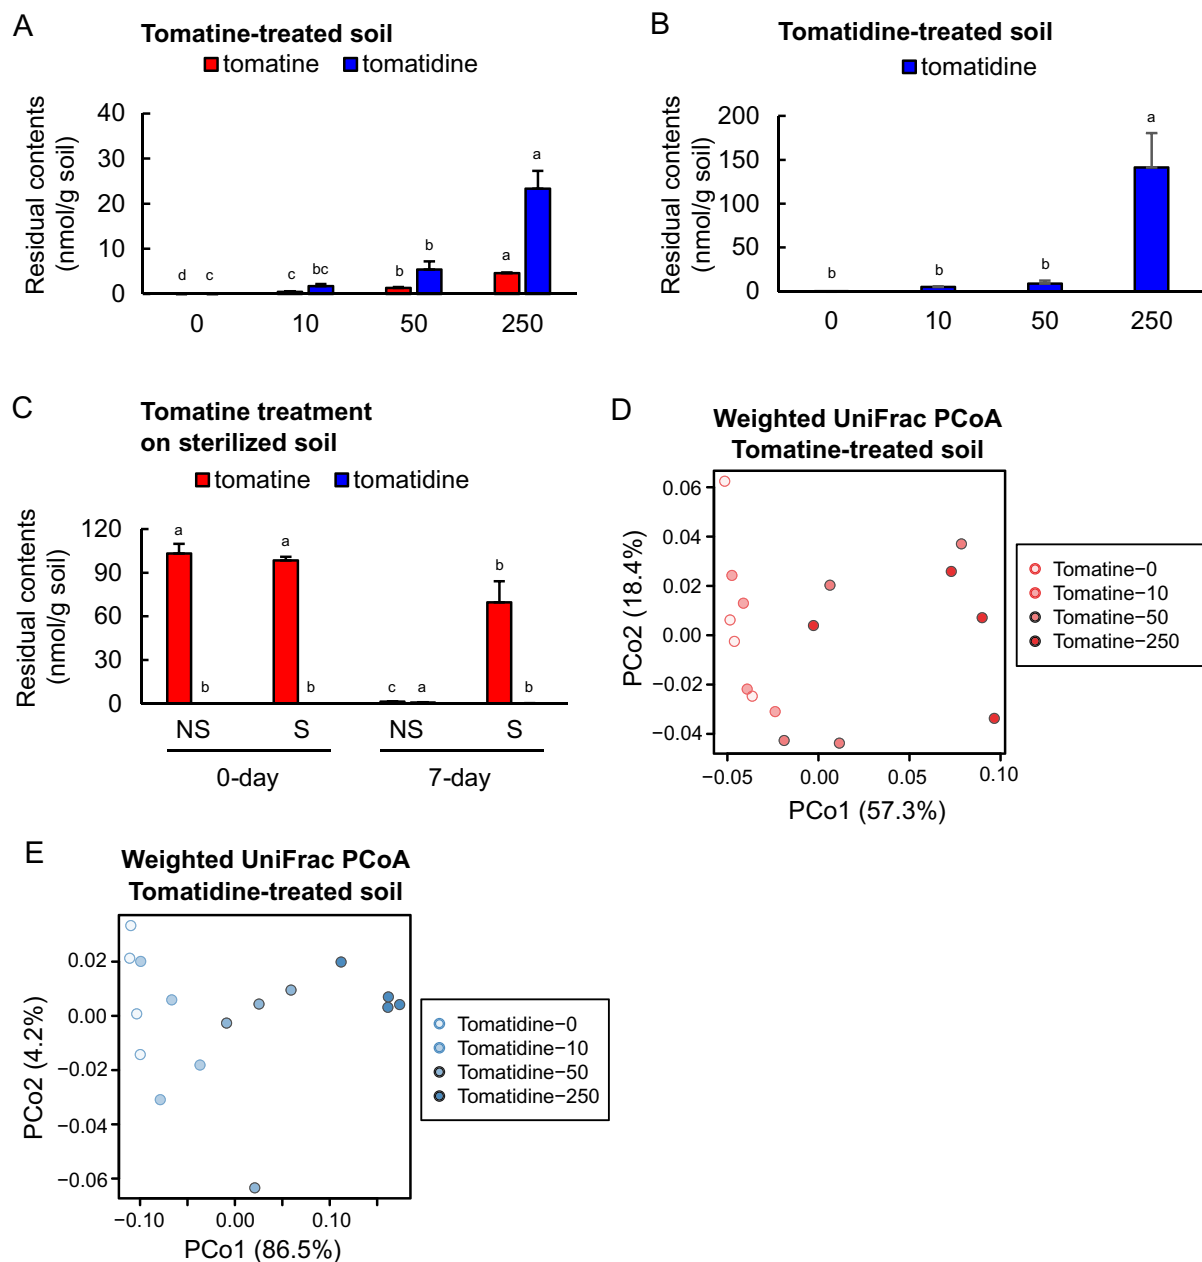 A
Tomatine-treated soil
tomatine tomatidine
Residual contents
(nmol/g soil)
40
30
20
10
0
d c c bc b b a a
0 10 50 250
B
Tomatidine-treated soil
tomatidine
Residual contents
(nmol/g soil)
200
150
100
50
0
b b b a
0 10 50 250
C
Tomatine treatment
on sterilized soil
tomatine tomatidine
Residual contents
(nmol/g soil)
120
90
60
30
0
a b a b c a b b
NS S NS S
0-day 7-day
D
Weighted UniFrac PCoA
Tomatine-treated soil
PCo2 (18.4%)
0.06
0.04
0.02
0.00
−0.02
−0.04
−0.05 0.00 0.05 0.10
PCo1 (57.3%)
Tomatine−0
Tomatine−10
Tomatine−50
Tomatine−250
E
Weighted UniFrac PCoA
Tomatidine-treated soil
PCo2 (4.2%)
0.02
0.00
−0.02
−0.04
−0.06
−0.10 0.00 0.10
PCo1 (86.5%)
Tomatidine−0
Tomatidine−10
Tomatidine−50
Tomatidine−250